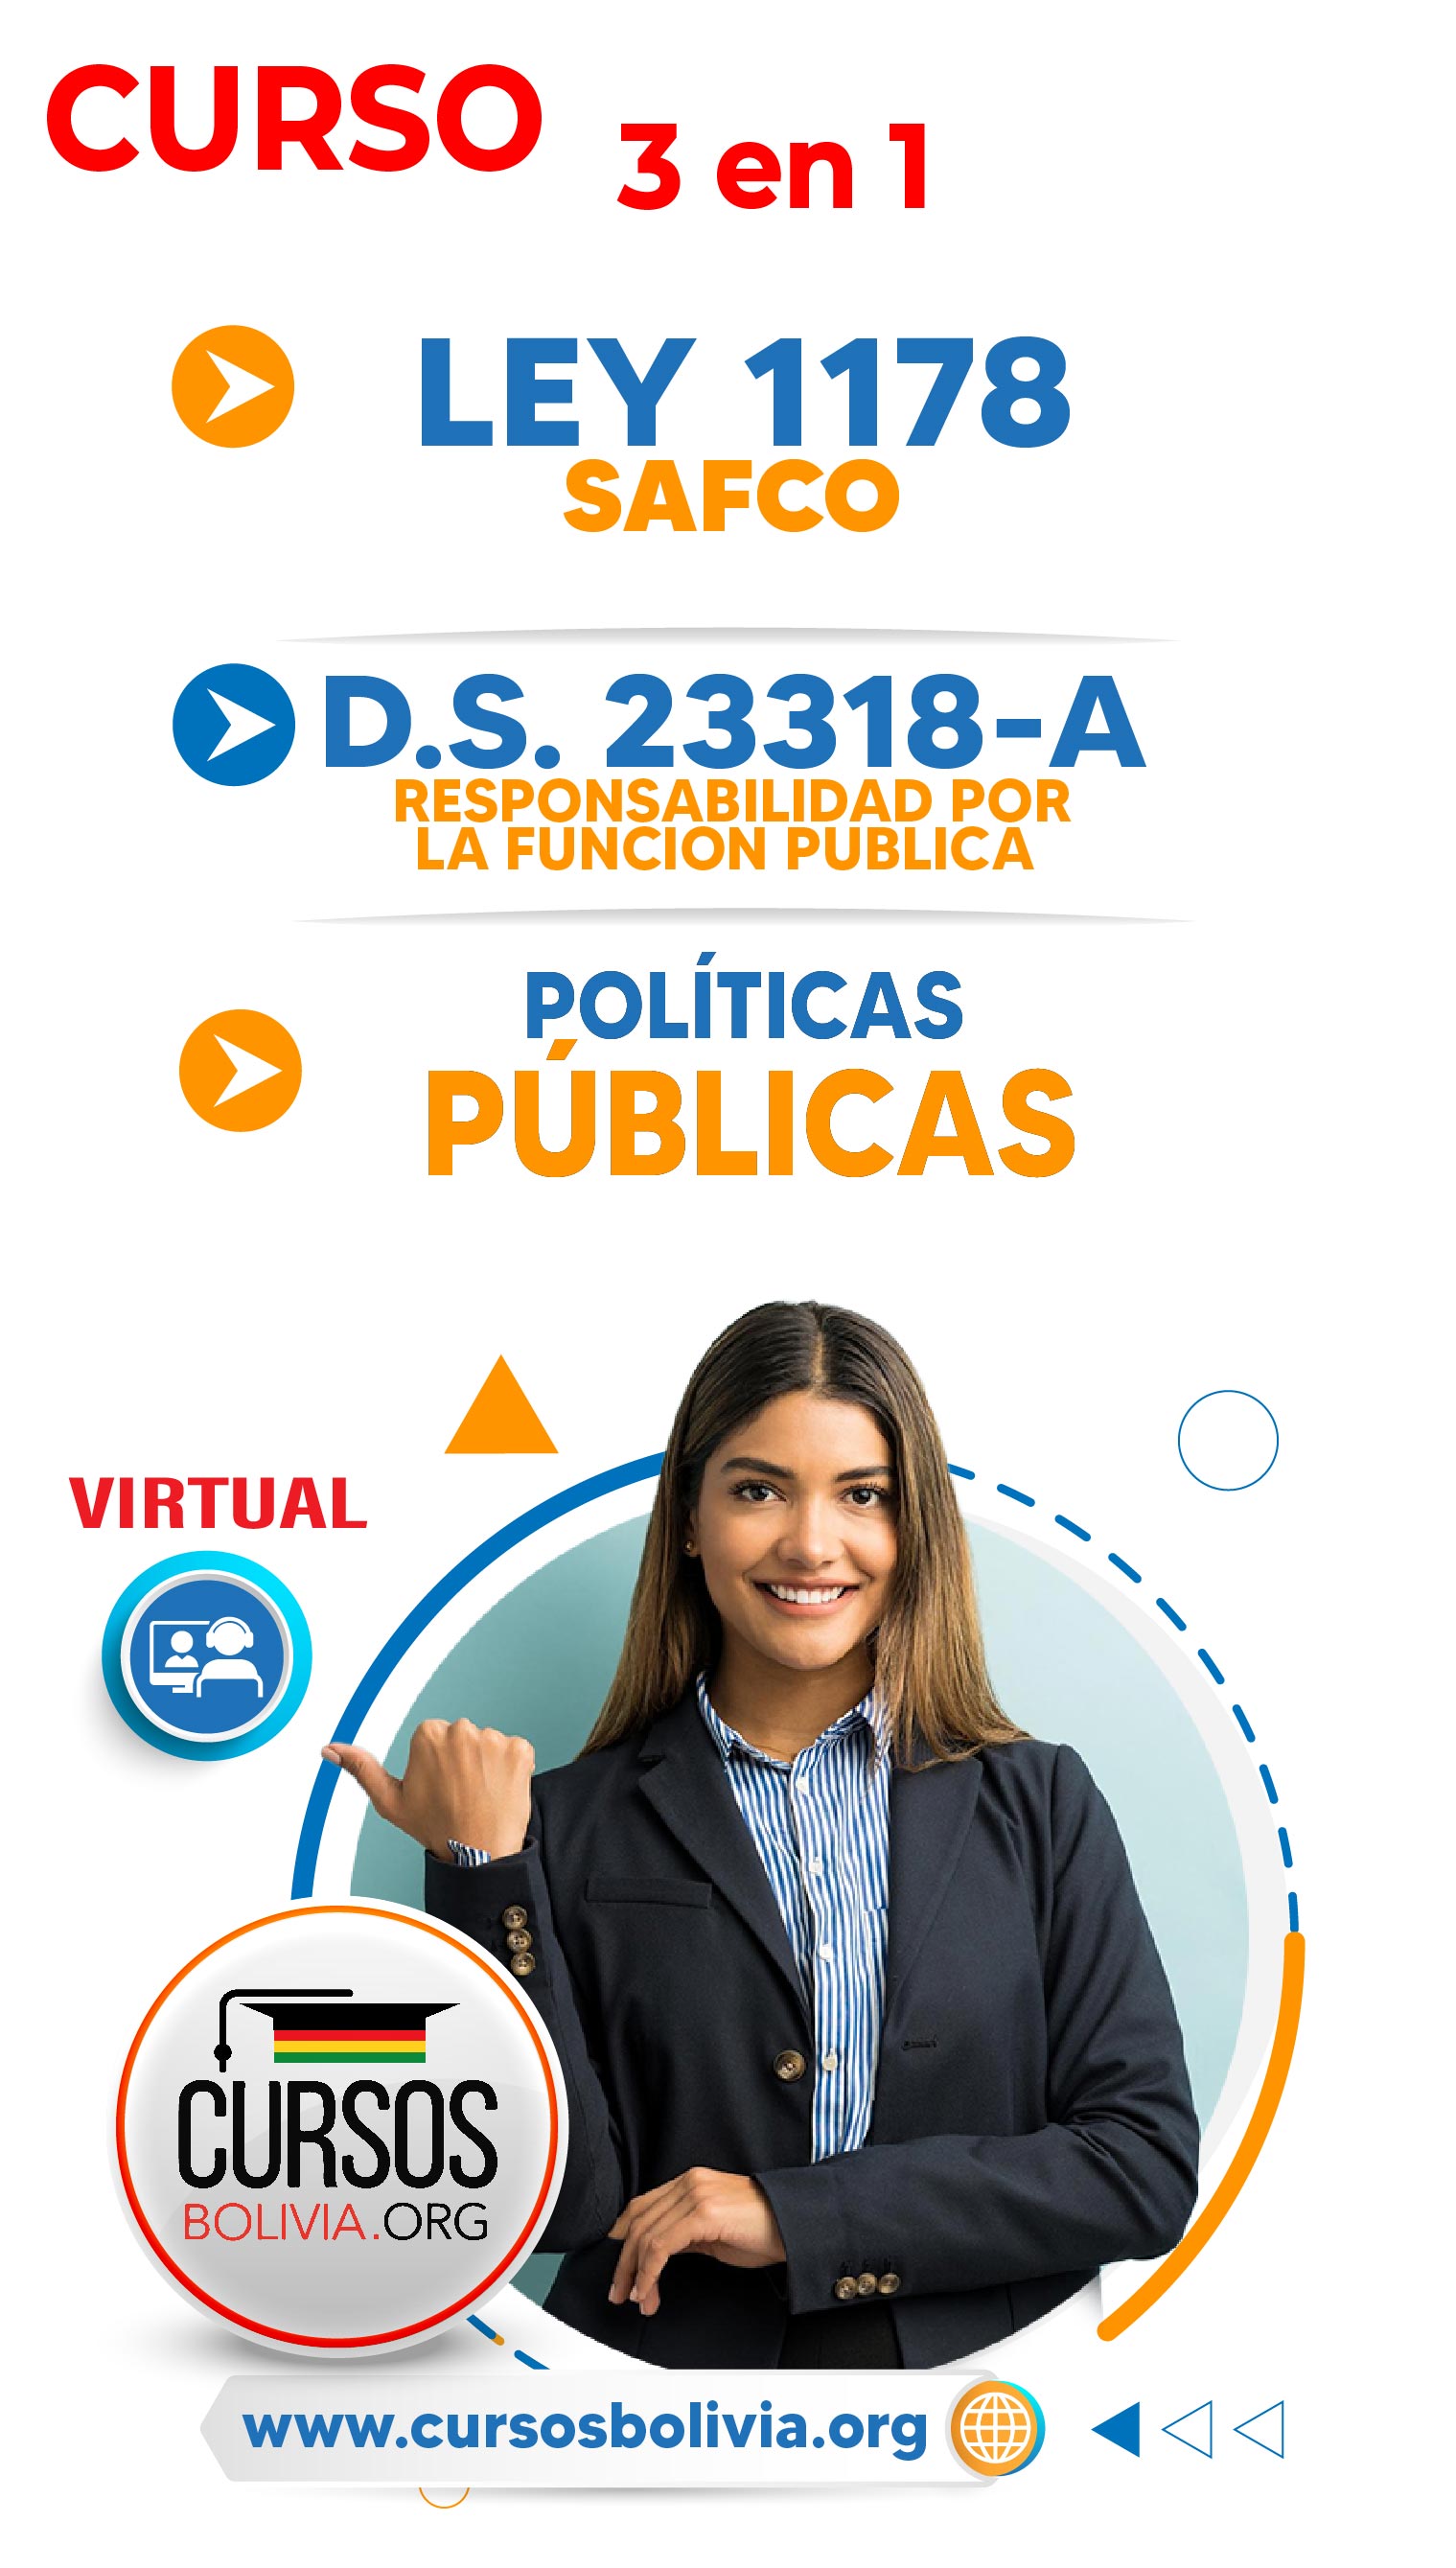 CURSO
3 en 1
LEY 1178
SAFCO
D.S. 23318-A
RESPONSABILIDAD POR
LA FUNCION PUBLICA
POLÍTICAS
PÚBLICAS
VIRTUAL
CURSOS
BOLIVIA.ORG
www.cursosbolivia.org